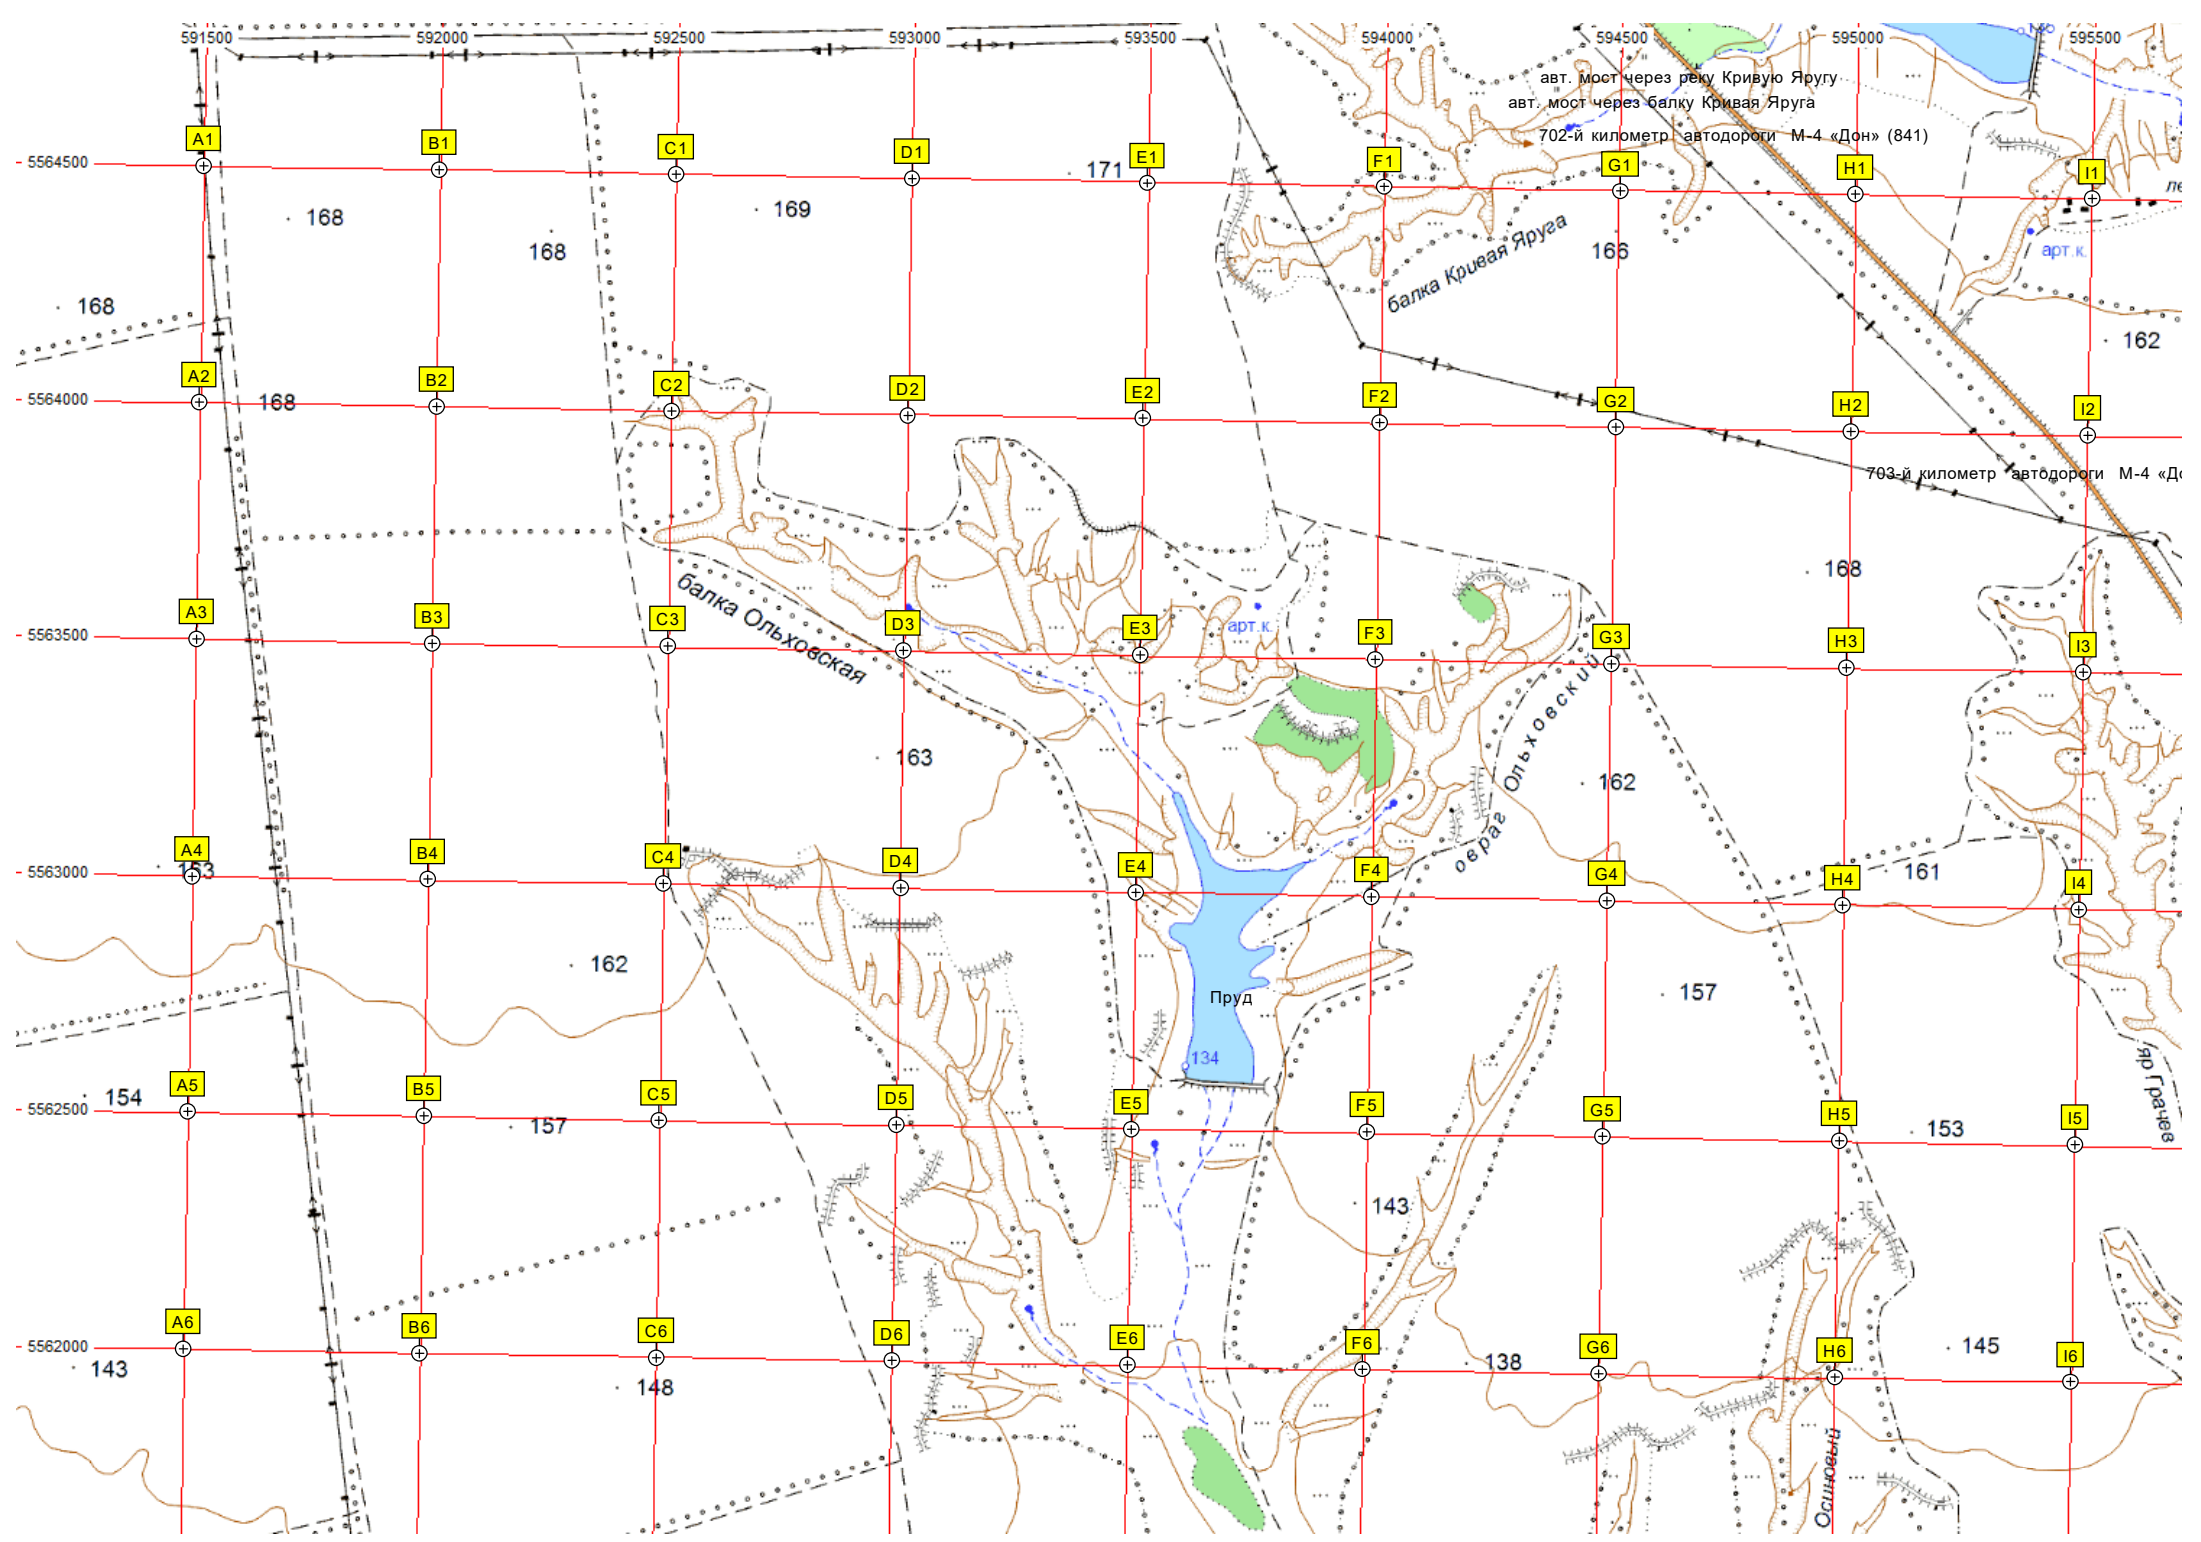 591500 592000 592500 593000 593500 594000 594500 595000 595500
авт. мост через реку Кривую Яругу
авт. мост через балку Кривая Яруга
702-й километр автодороги М-4 «Дон» (841)
A1 B1 C1 D1 E1 F1 G1 H1 I1
5564500
171
168 169
168 балка Кривая Яруга 166
арт.к.
168
162
A2 B2 C2 D2 E2 F2 G2 H2 I2
5564000
168
703-й километр автодороги М-4 «До
168
балка Ольховская
A3 B3 C3 D3 E3 F3 G3 H3 I3
арт.к.
5563500
овраг Ольховский
163
162
A4 B4 C4 D4 E4 F4 G4 H4 I4
5563000
163
161
162
157
Пруд
134
яр Грачев
A5 B5 C5 D5 E5 F5 G5 H5 I5
154
5562500
157
153
143
A6 B6 C6 D6 E6 F6 G6 H6 I6
5562000
143
148
138
145
Осиновый